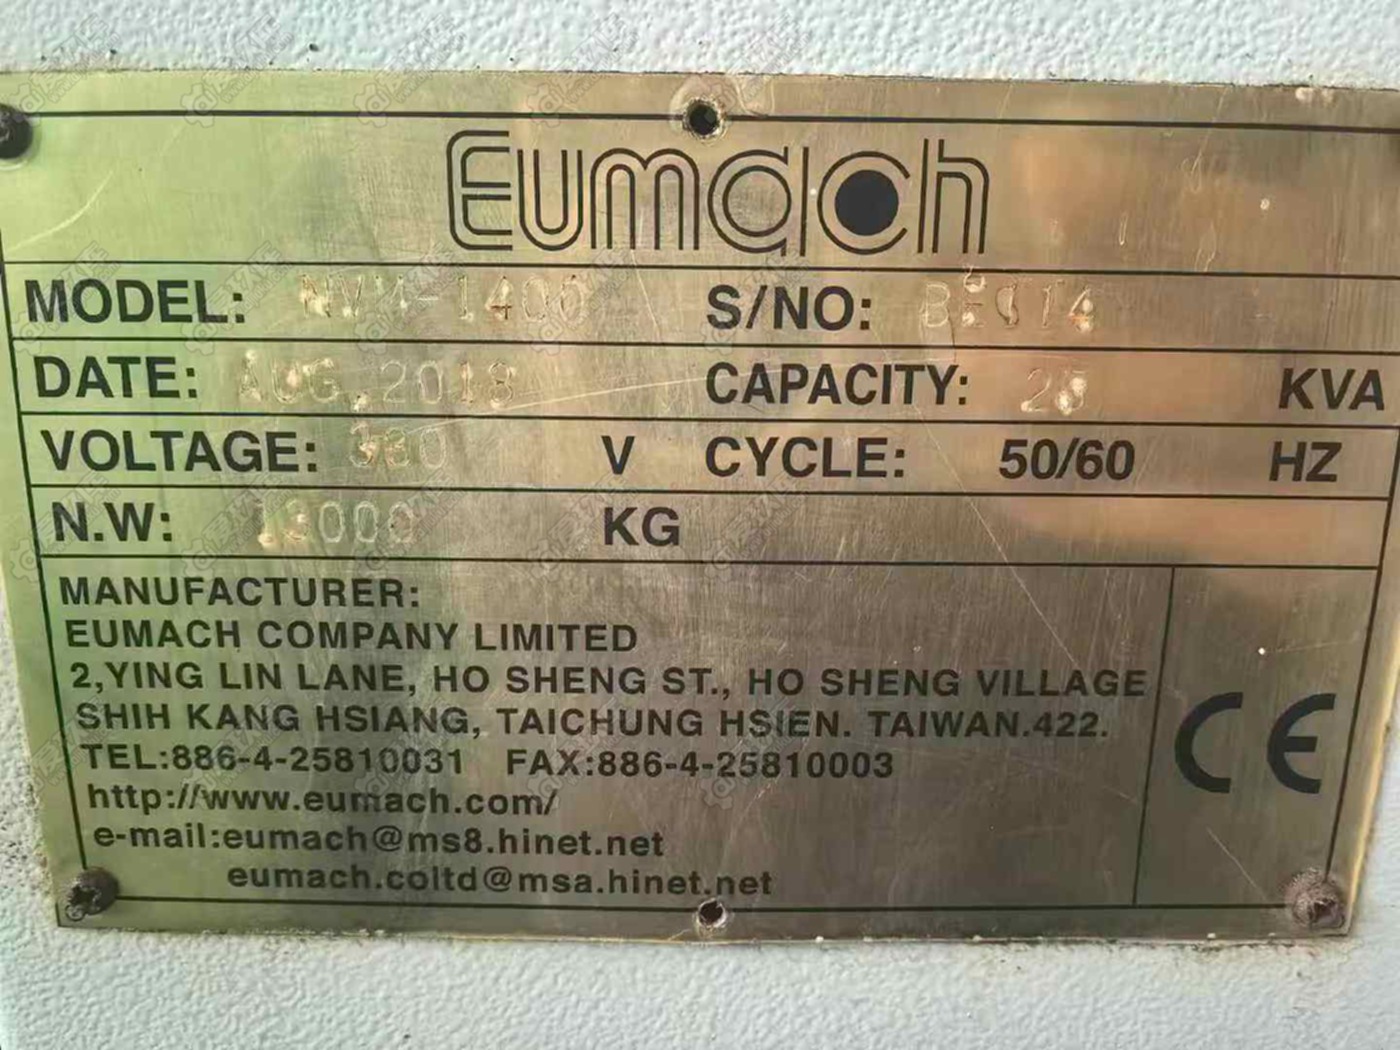 Eumach
MODEL: S/NO:
DATE: AUG.2018 CAPACITY: KVA
VOLTAGE: 380 V CYCLE: 50/60 HZ
N.W: 13000 KG
MANUFACTURER:
EUMACH COMPANY LIMITED
2,YING LIN LANE, HO SHENG ST., HO SHENG VILLAGE
SHIH KANG HSIANG, TAICHUNG HSIEN. TAIWAN.422.
TEL:886-4-25810031 FAX:886-4-25810003
http://www.eumach.com/
e-mail:eumach@ms8.hinet.net
eumach.coltd@msa.hinet.net
CE